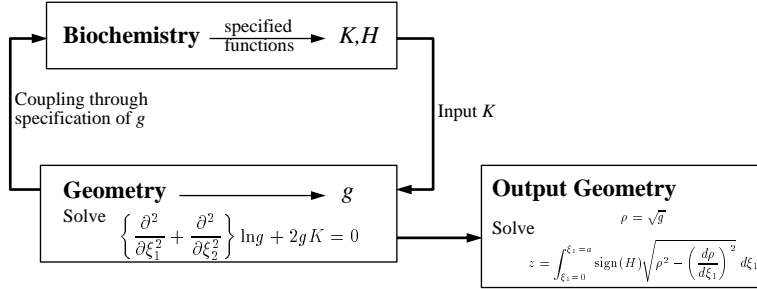 Biochemistry specified functions K,H
Coupling through
specification of g
Input K
Geometry g
Solve
{ ∂²/∂ξ₁² + ∂²/∂ξ₂² } ln g + 2gK = 0
Output Geometry
Solve
ρ = √g
z = ∫_{ξ₁=0}^{ξ₁=a} sign(H) √(ρ² − (dρ/dξ₁)²) dξ₁